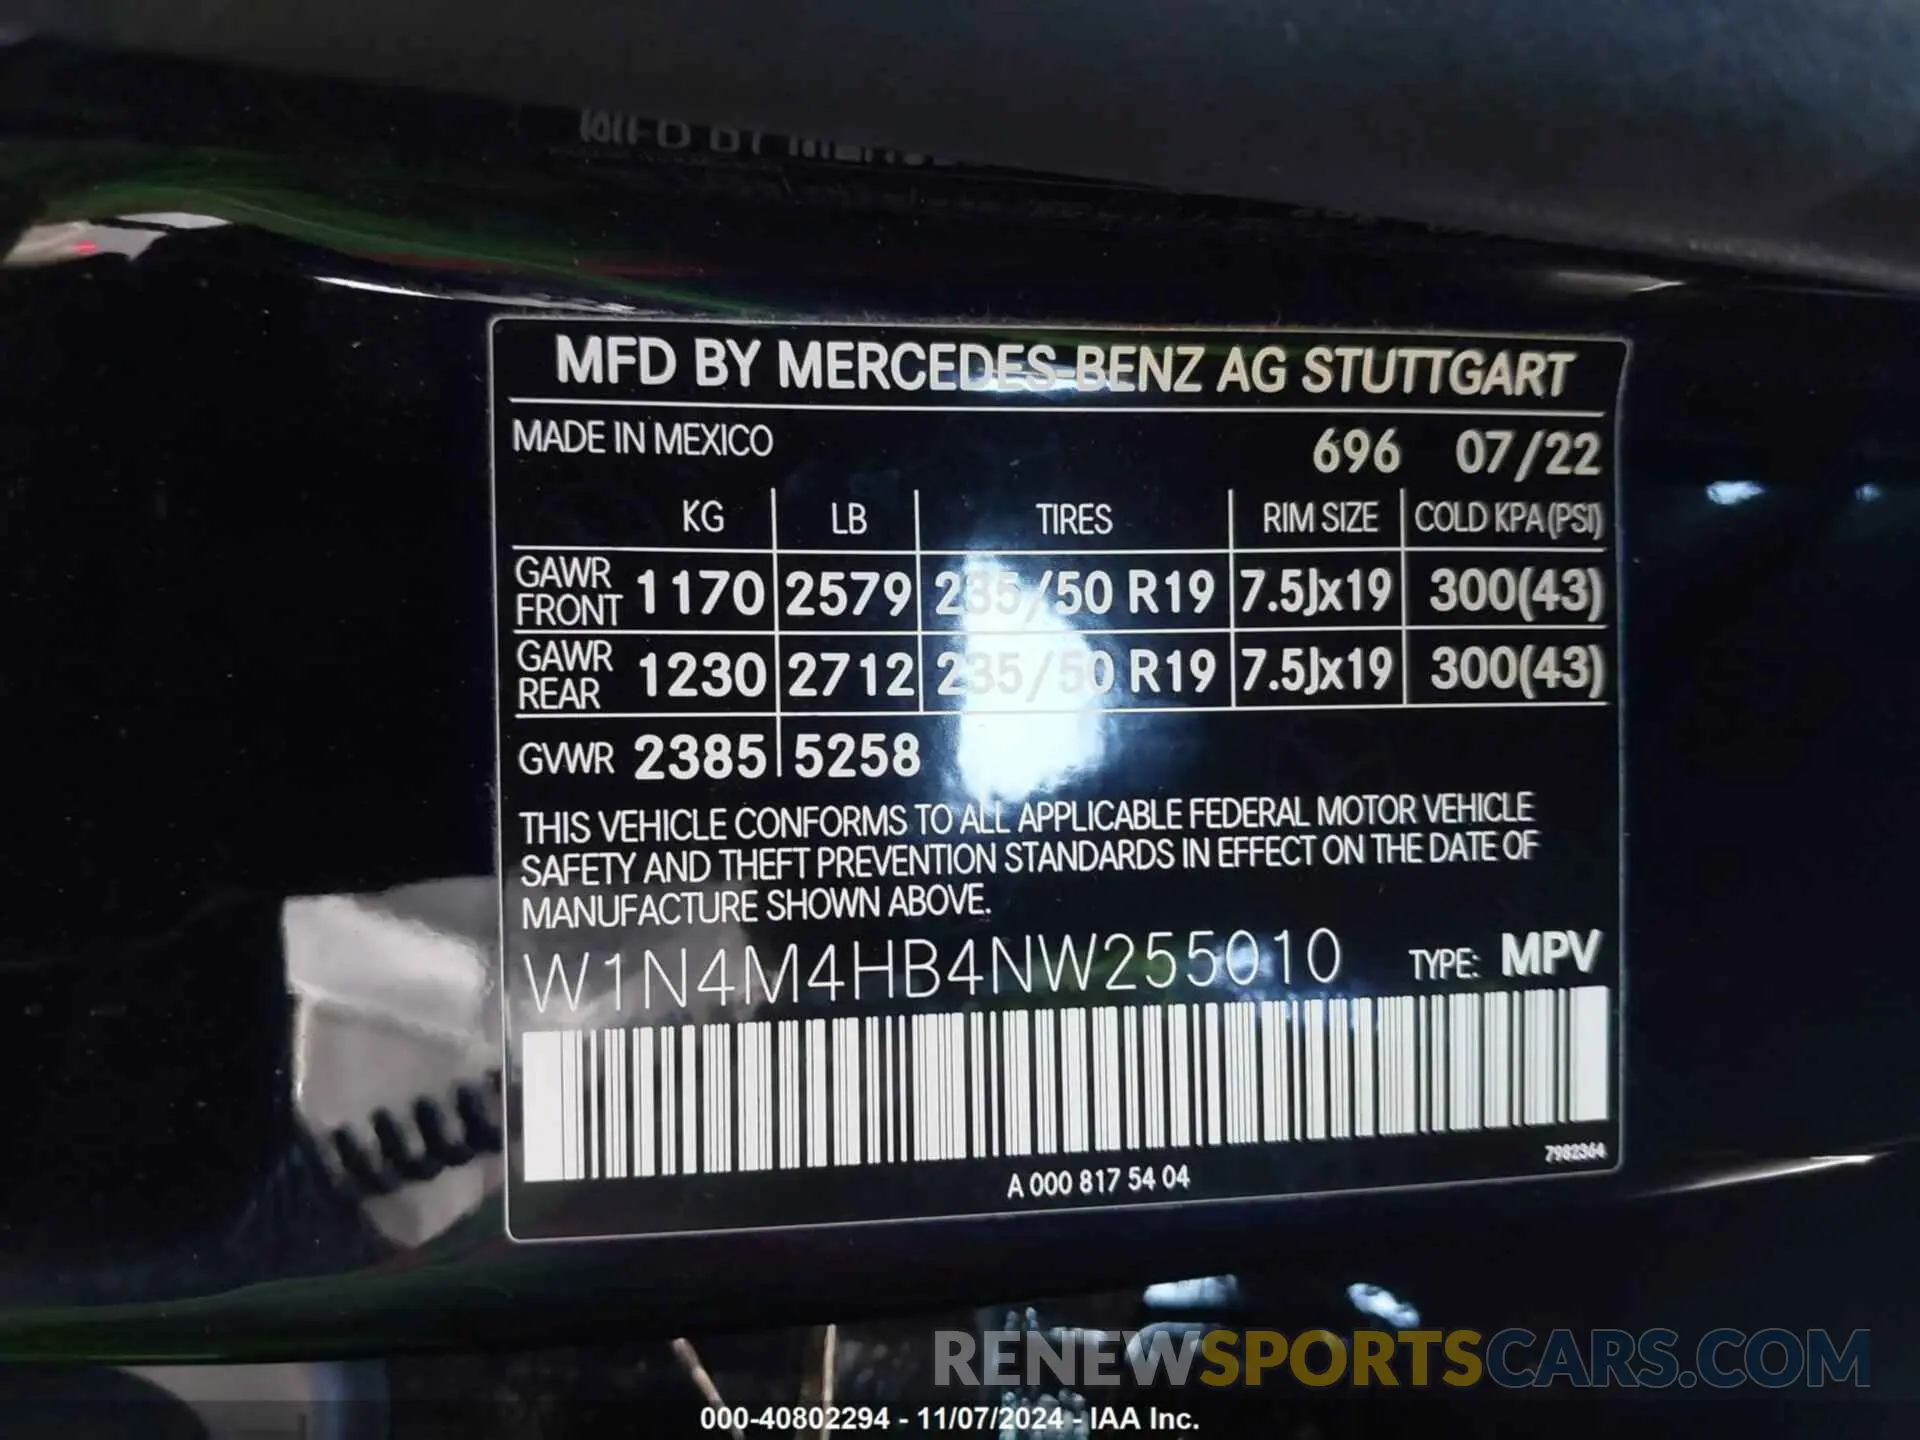 MFD BY MERCEDES-BENZ AG STUTTGART
MADE IN MEXICO 696 07/22
KG LB TIRES RIM SIZE COLD KPA (PSI)
GAWR FRONT 1170 2579 235/50 R19 7.5Jx19 300(43)
GAWR REAR 1230 2712 235/50 R19 7.5Jx19 300(43)
GVWR 2385 5258
THIS VEHICLE CONFORMS TO ALL APPLICABLE FEDERAL MOTOR VEHICLE
SAFETY AND THEFT PREVENTION STANDARDS IN EFFECT ON THE DATE OF
MANUFACTURE SHOWN ABOVE.
W1N4M4HB4NW255010 TYPE: MPV
7982364
A 000 817 54 04
RENEWSPORTSCARS.COM
000-40802294 - 11/07/2024 - IAA Inc.